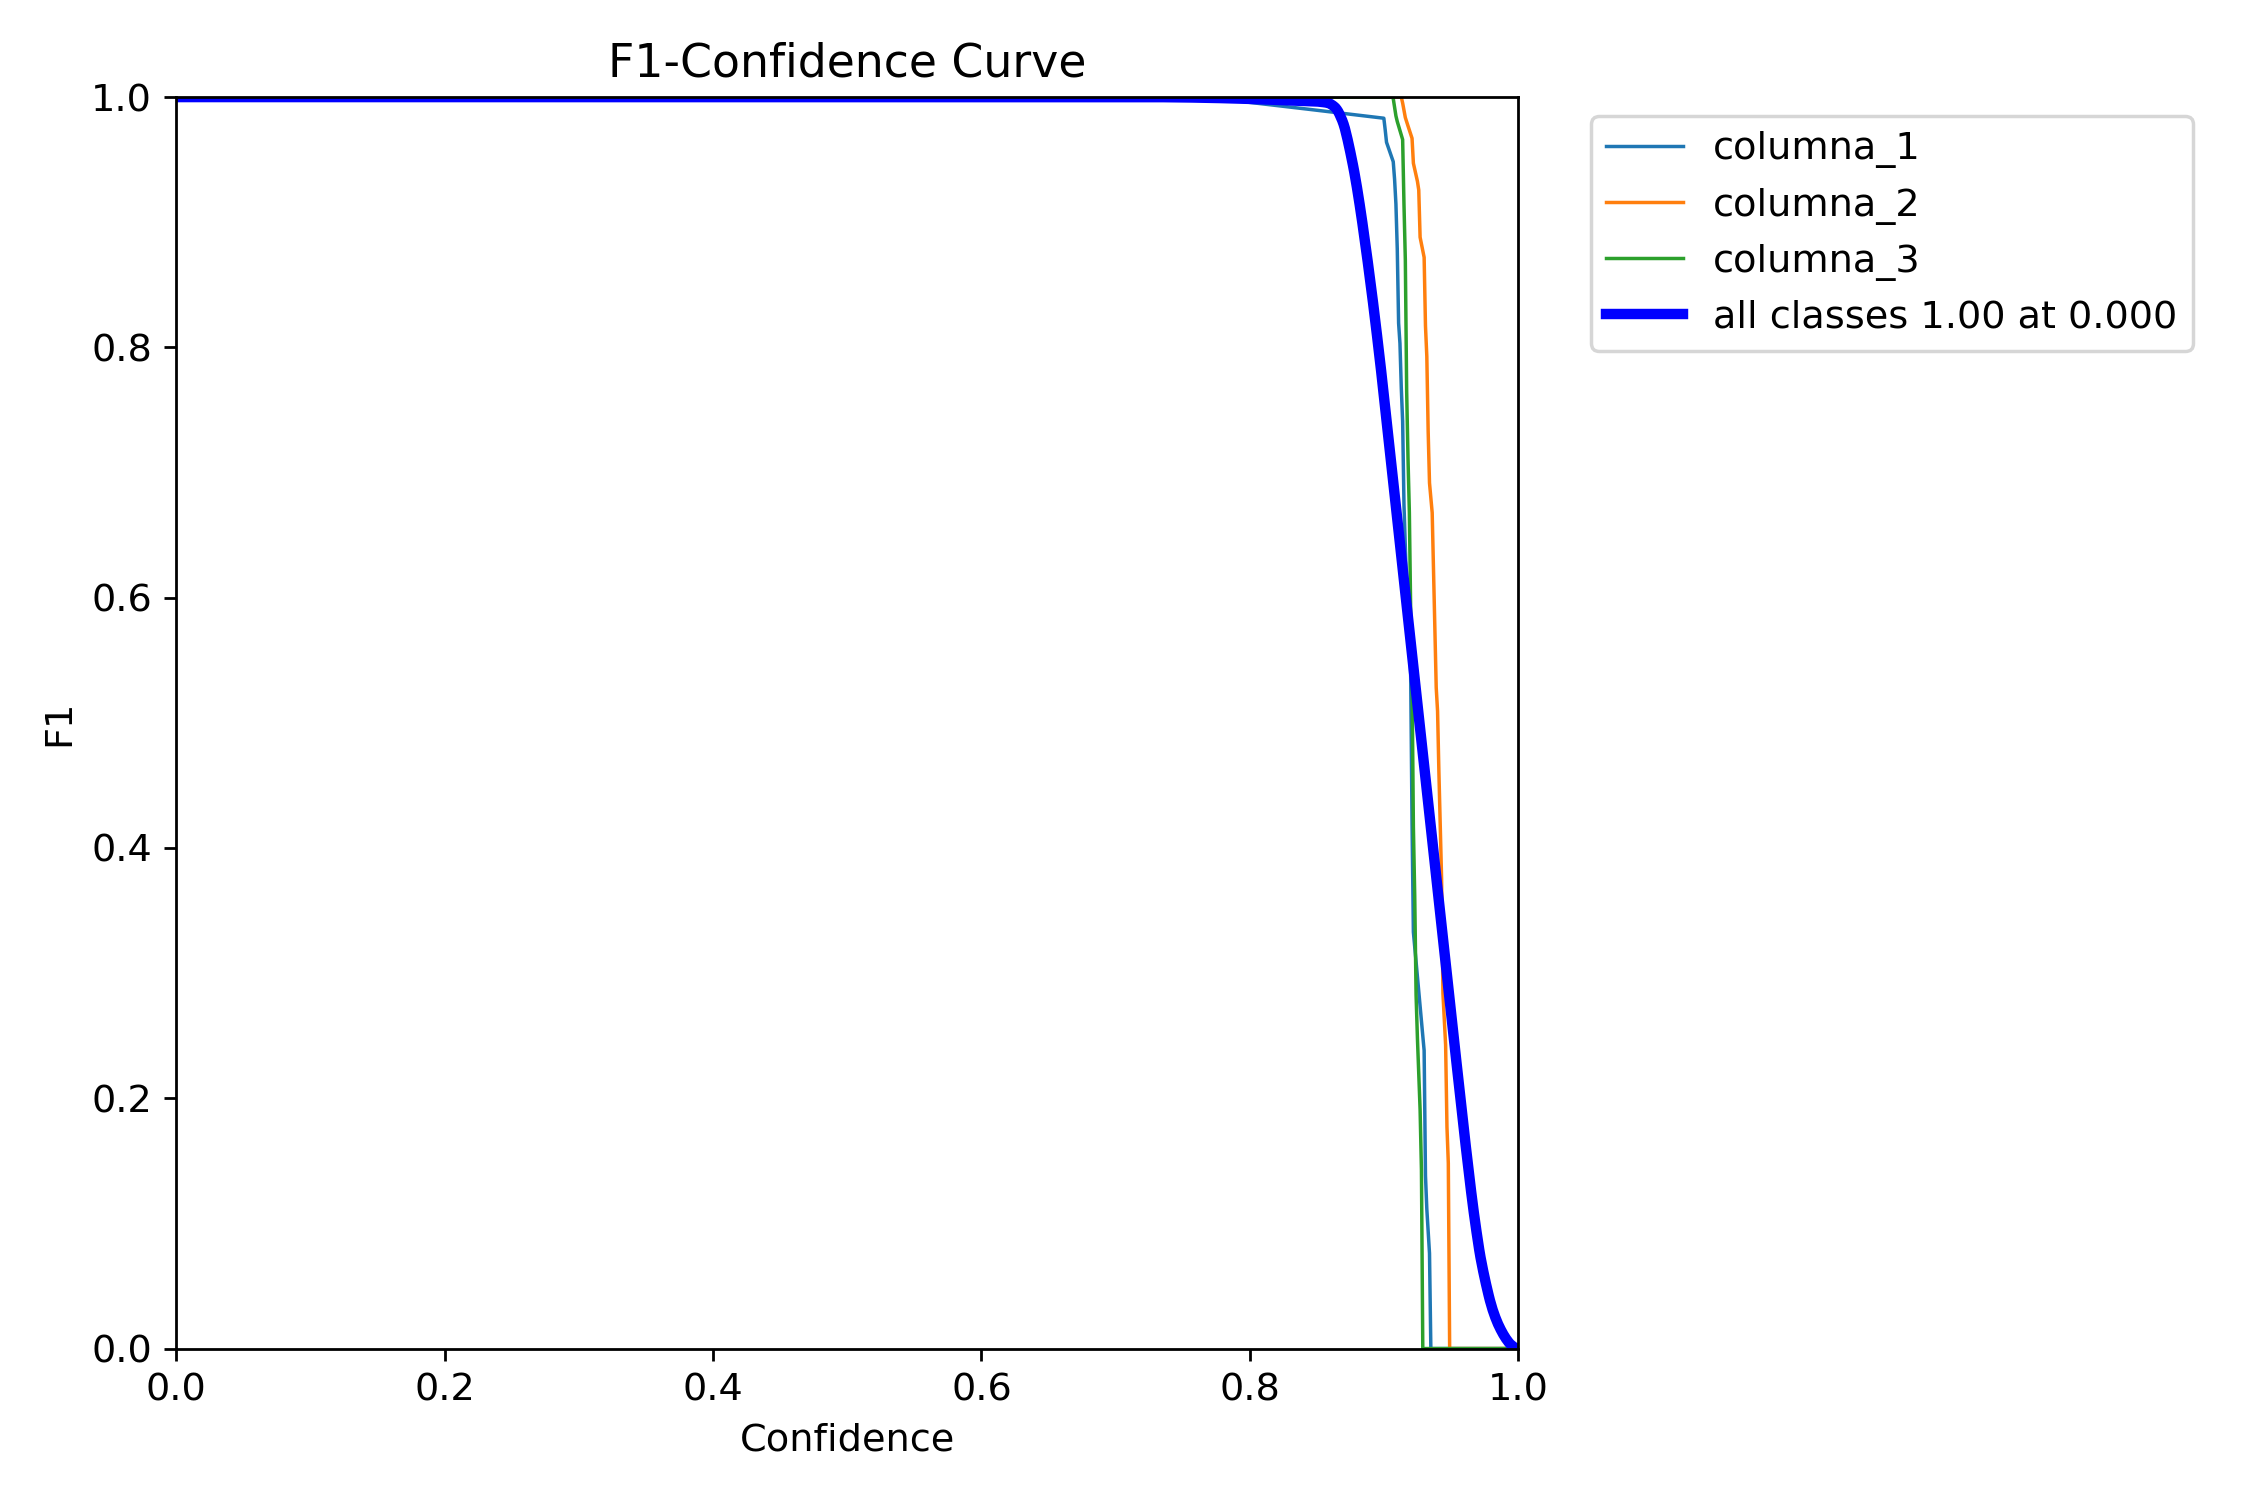 F1-Confidence Curve
1.0
0.8
0.6
0.4
0.2
0.0
F1
0.0 0.2 0.4 0.6 0.8 1.0
Confidence
columna_1
columna_2
columna_3
all classes 1.00 at 0.000